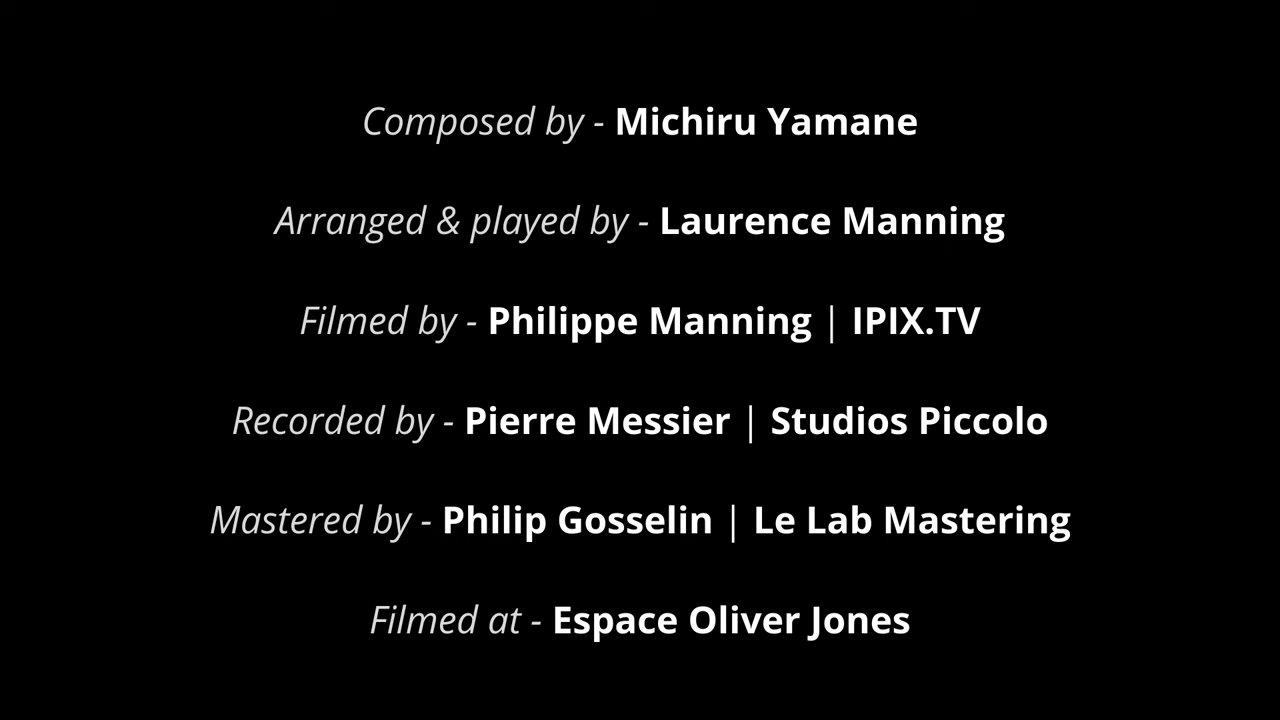 Composed by - Michiru Yamane
Arranged & played by - Laurence Manning
Filmed by - Philippe Manning | IPIX.TV
Recorded by - Pierre Messier | Studios Piccolo
Mastered by - Philip Gosselin | Le Lab Mastering
Filmed at - Espace Oliver Jones